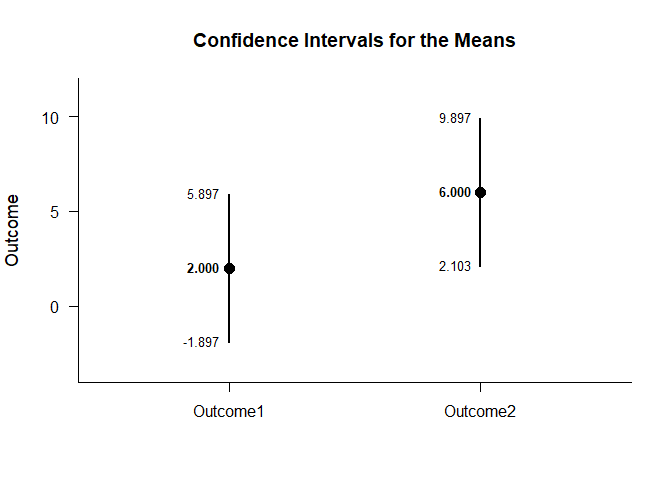 Confidence Intervals for the Means
Outcome
10
5
0
5.897
2.000
-1.897
9.897
6.000
2.103
Outcome1
Outcome2